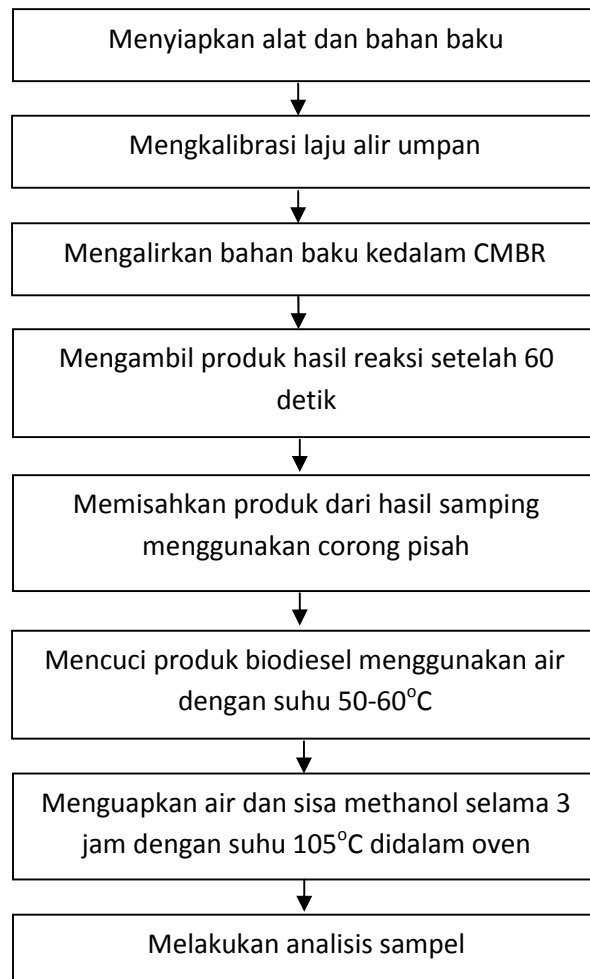 Menyiapkan alat dan bahan baku
Mengkalibrasi laju alir umpan
Mengalirkan bahan baku kedalam CMBR
Mengambil produk hasil reaksi setelah 60
detik
Memisahkan produk dari hasil samping
menggunakan corong pisah
Mencuci produk biodiesel menggunakan air
dengan suhu 50-60°C
Menguapkan air dan sisa methanol selama 3
jam dengan suhu 105°C didalam oven
Melakukan analisis sampel